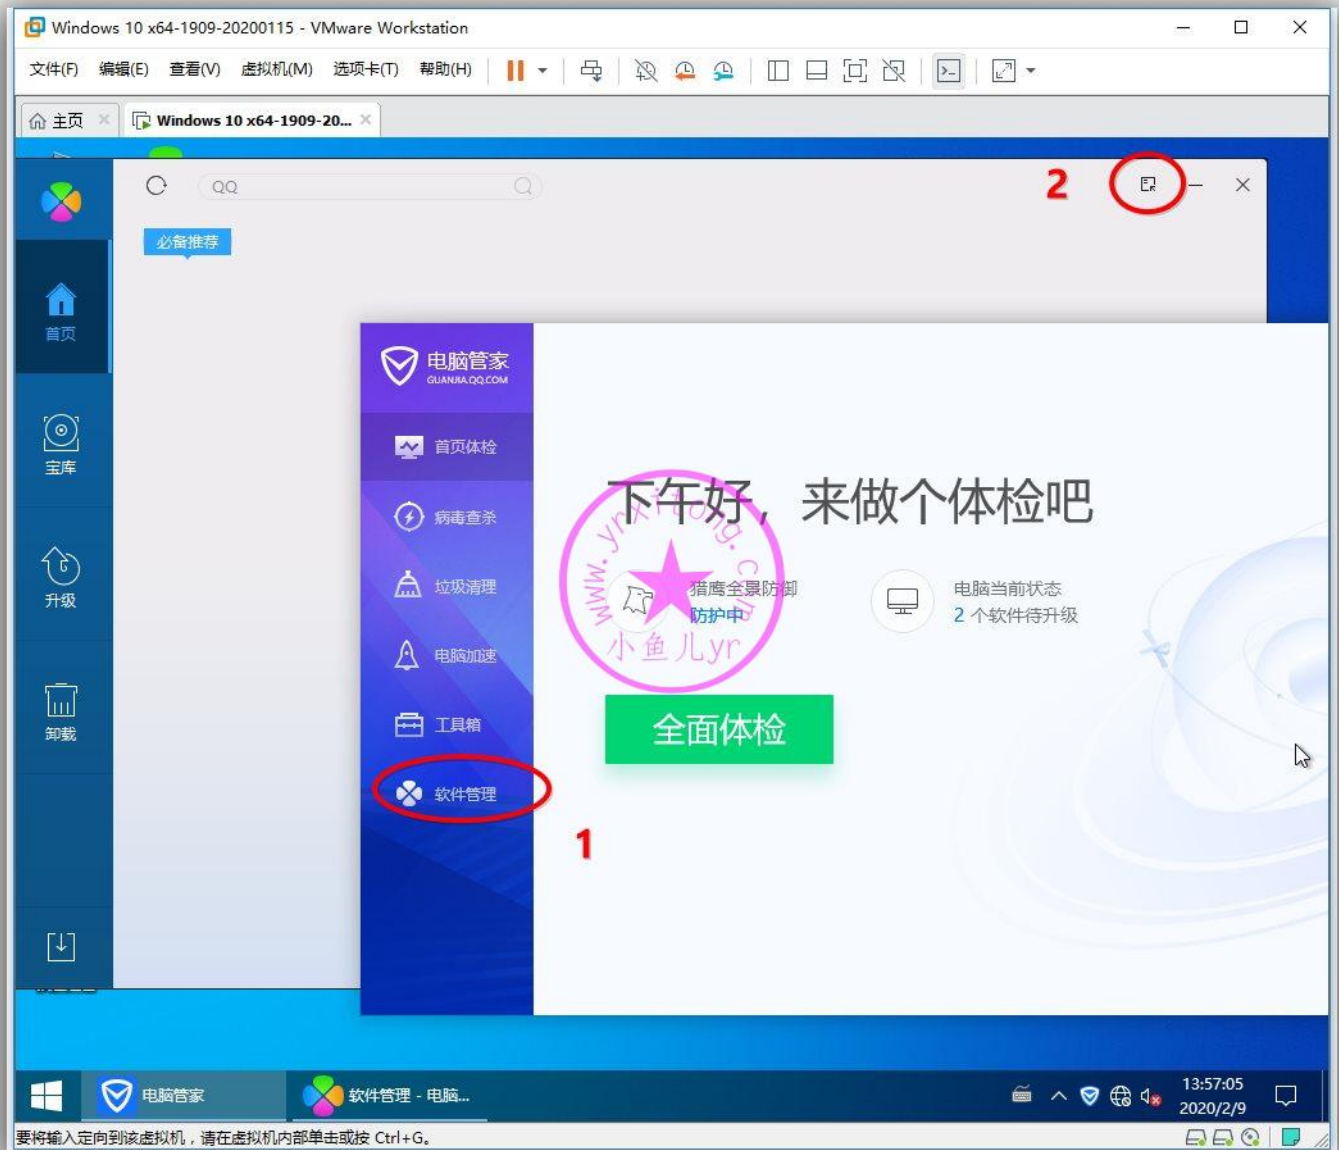 Windows 10 x64-1909-20200115 - VMware Workstation
文件(F) 编辑(E) 查看(V) 虚拟机(M) 选项卡(T) 帮助(H)
主页 Windows 10 x64-1909-20...
QQ
2
必备推荐
首页
宝库
升级
卸载
电脑管家
GUANJIA.QQ.COM
首页体检
病毒查杀
垃圾清理
电脑加速
工具箱
软件管理
1
下午好，来做个体检吧
猎鹰全景防御
防护中
电脑当前状态
2 个软件待升级
www.yrxitong.com
小鱼儿yr
全面体检
电脑管家
软件管理 - 电脑...
13:57:05
2020/2/9
要将输入定向到该虚拟机，请在虚拟机内部单击或按 Ctrl+G。